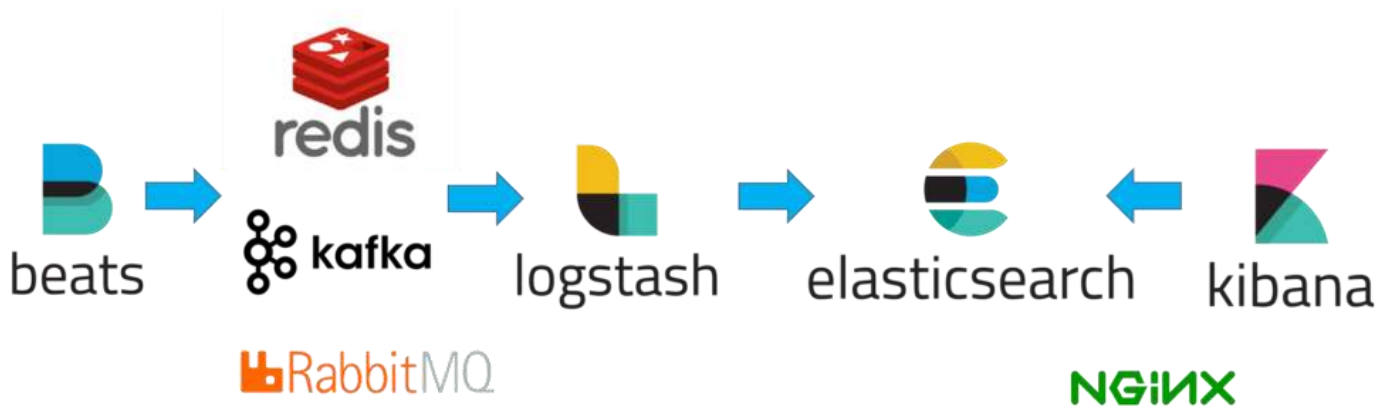 redis
beats
kafka
logstash
elasticsearch
kibana
RabbitMQ
NGiNX